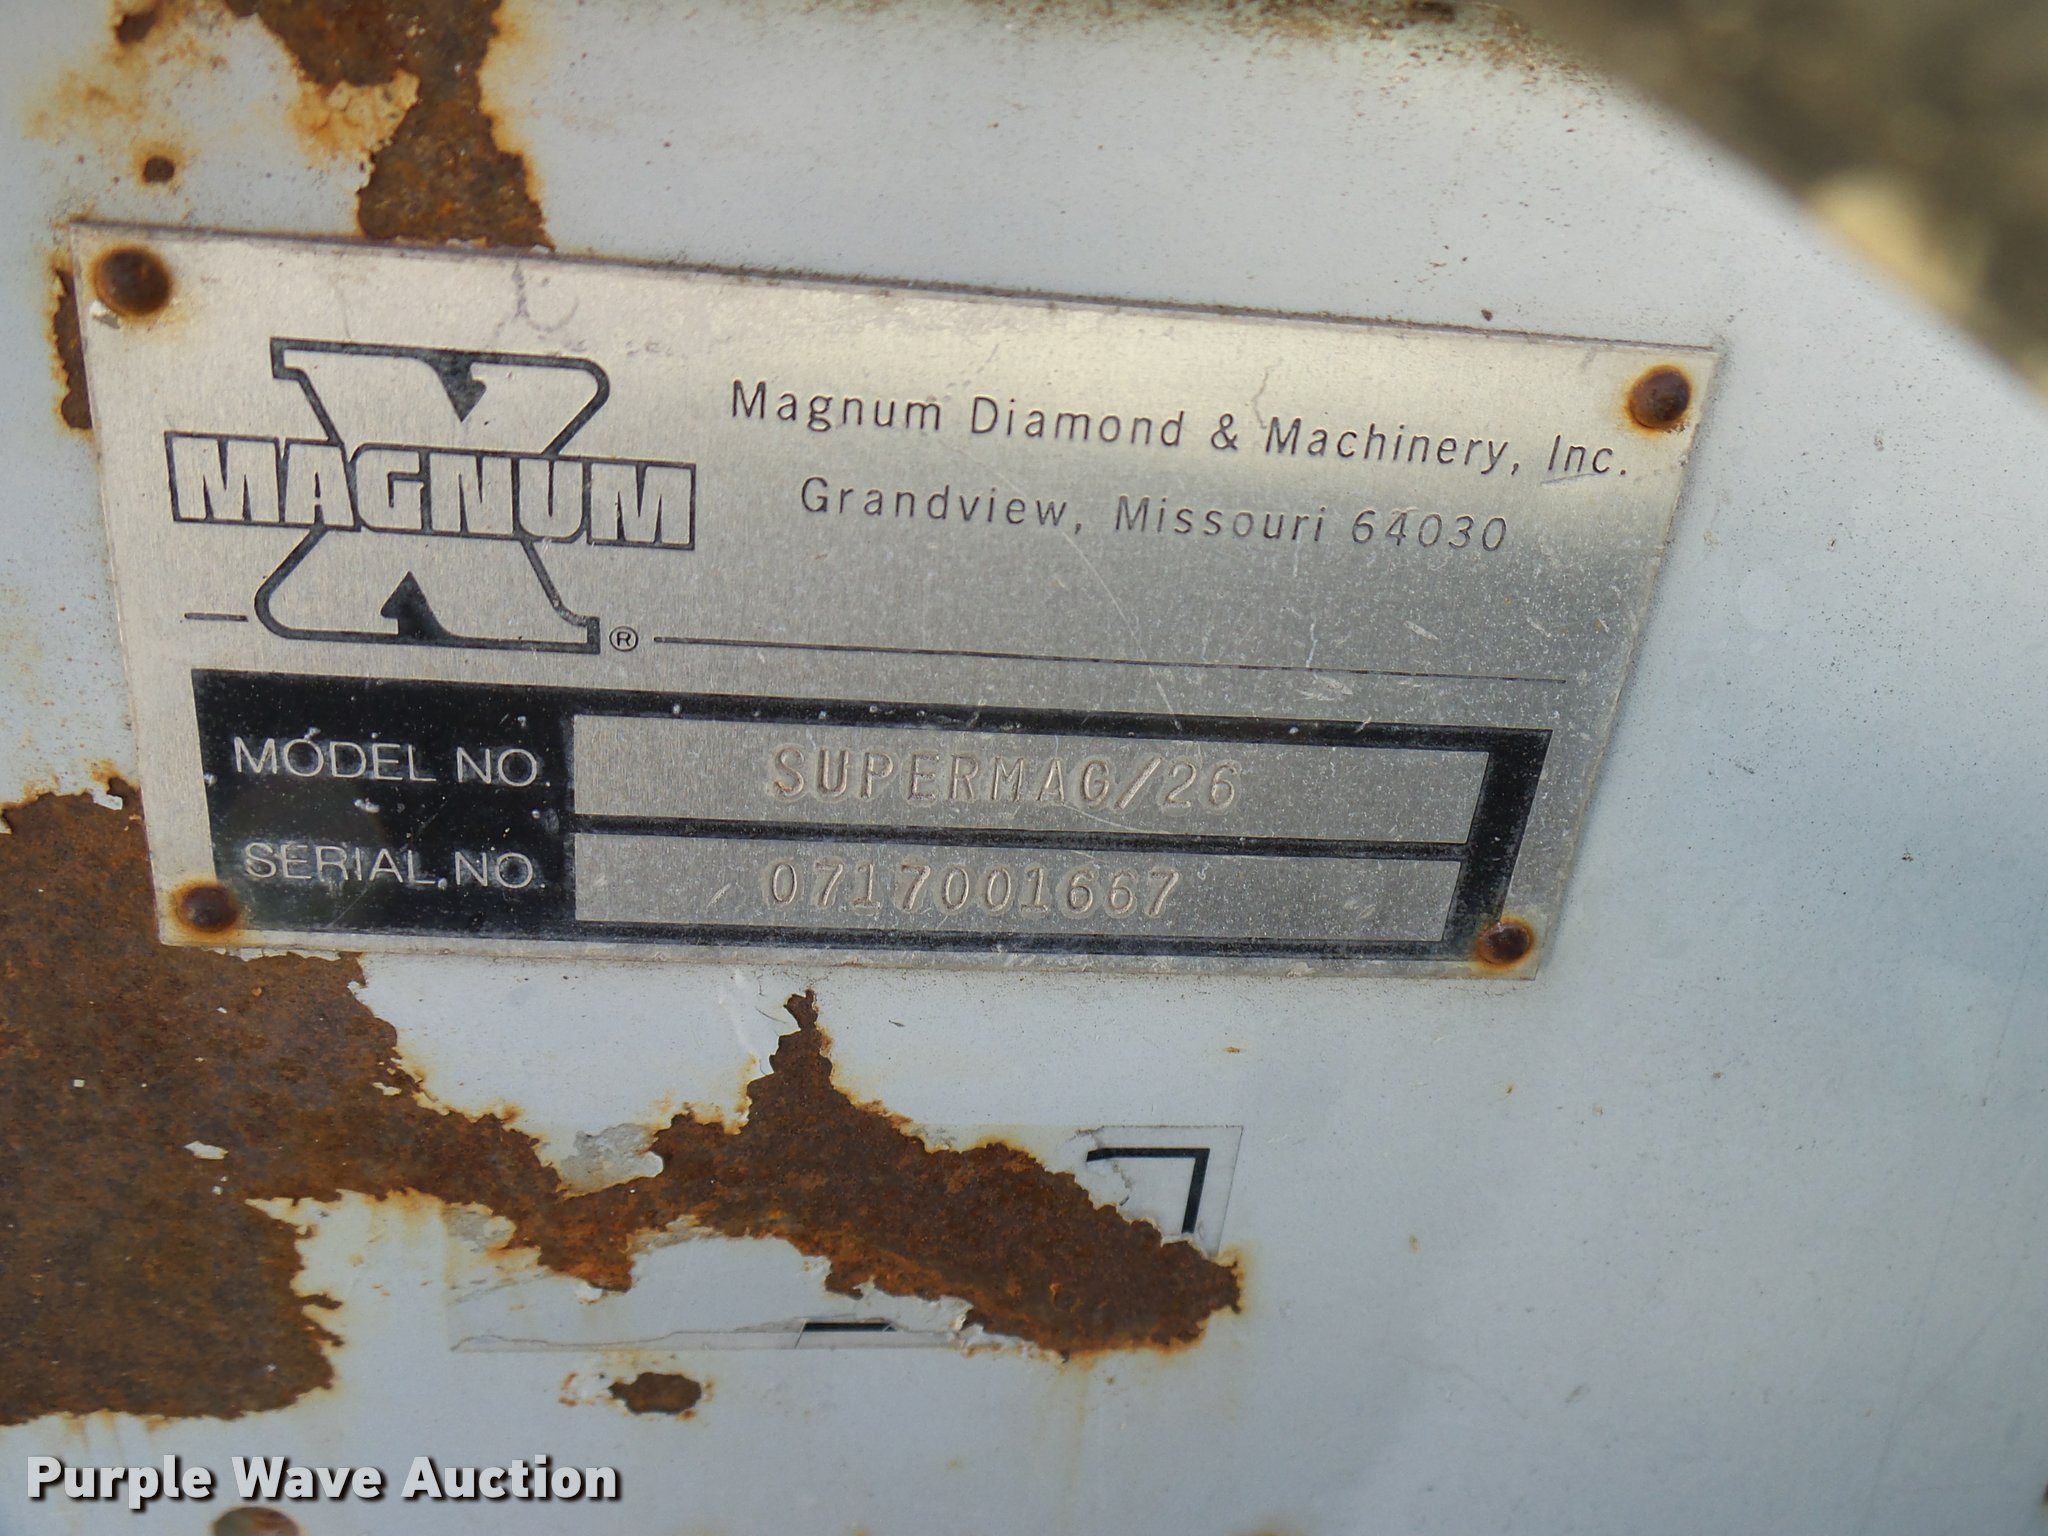 MAGNUM
®
Magnum Diamond & Machinery, Inc.
Grandview, Missouri 64030
MODEL NO. SUPERMAG/26
SERIAL NO. 0717001667
Purple Wave Auction